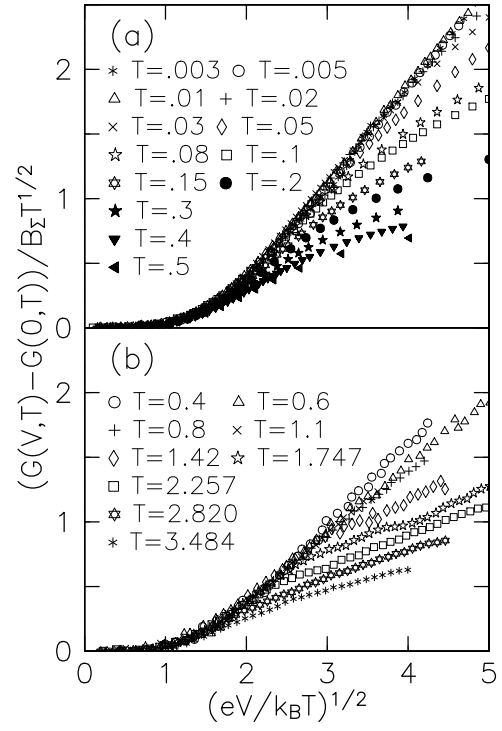 (a)
∗ T=.003 ○ T=.005
△ T=.01 + T=.02
× T=.03 ◇ T=.05
☆ T=.08 □ T=.1
✡ T=.15 ● T=.2
★ T=.3
▼ T=.4
◀ T=.5
2
1
0
(b)
○ T=0.4 △ T=0.6
+ T=0.8 × T=1.1
◇ T=1.42 ☆ T=1.747
□ T=2.257
✡ T=2.820
∗ T=3.484
2
1
0
0 1 2 3 4 5
(eV/k_BT)^1/2
(G(V,T)−G(0,T))/B_ΣT^1/2